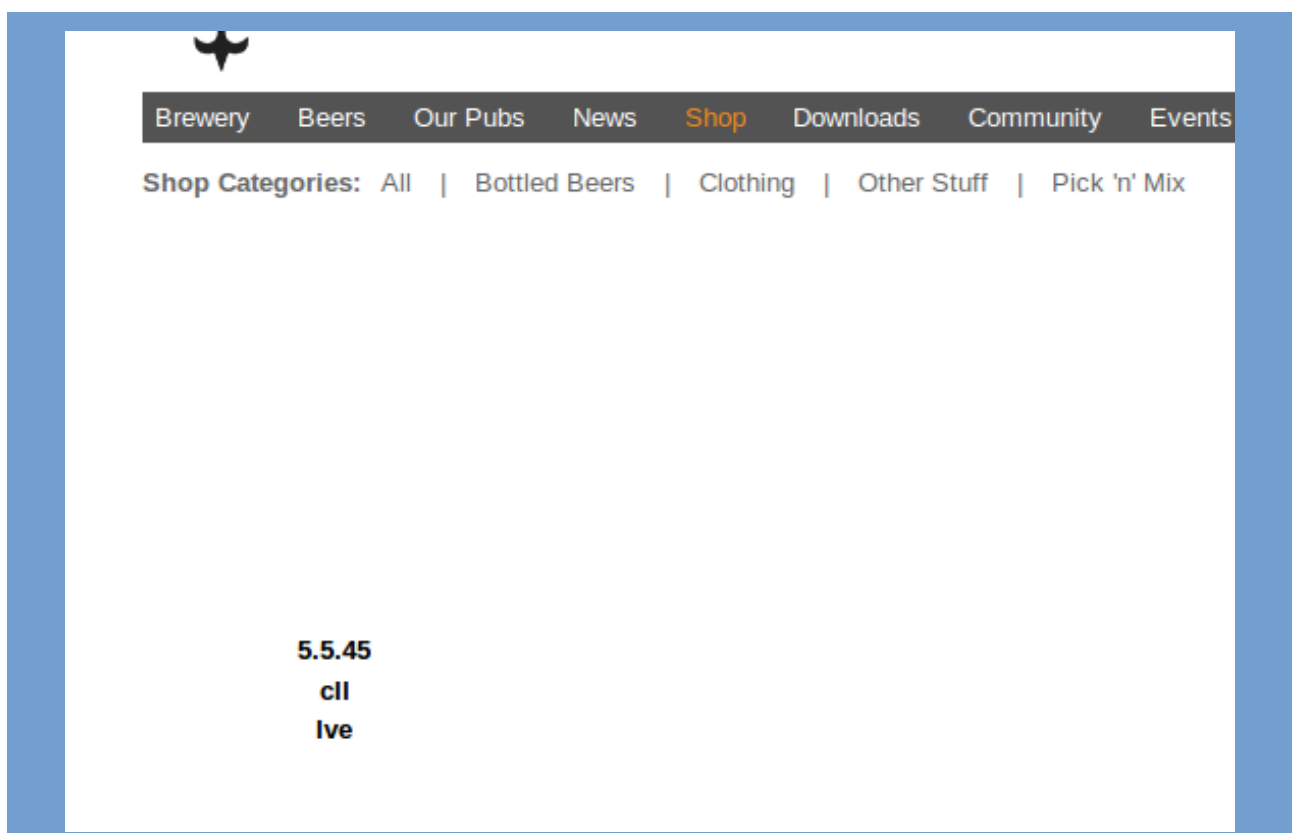 Brewery Beers Our Pubs News Shop Downloads Community Events
Shop Categories: All | Bottled Beers | Clothing | Other Stuff | Pick 'n' Mix
5.5.45
cll
lve